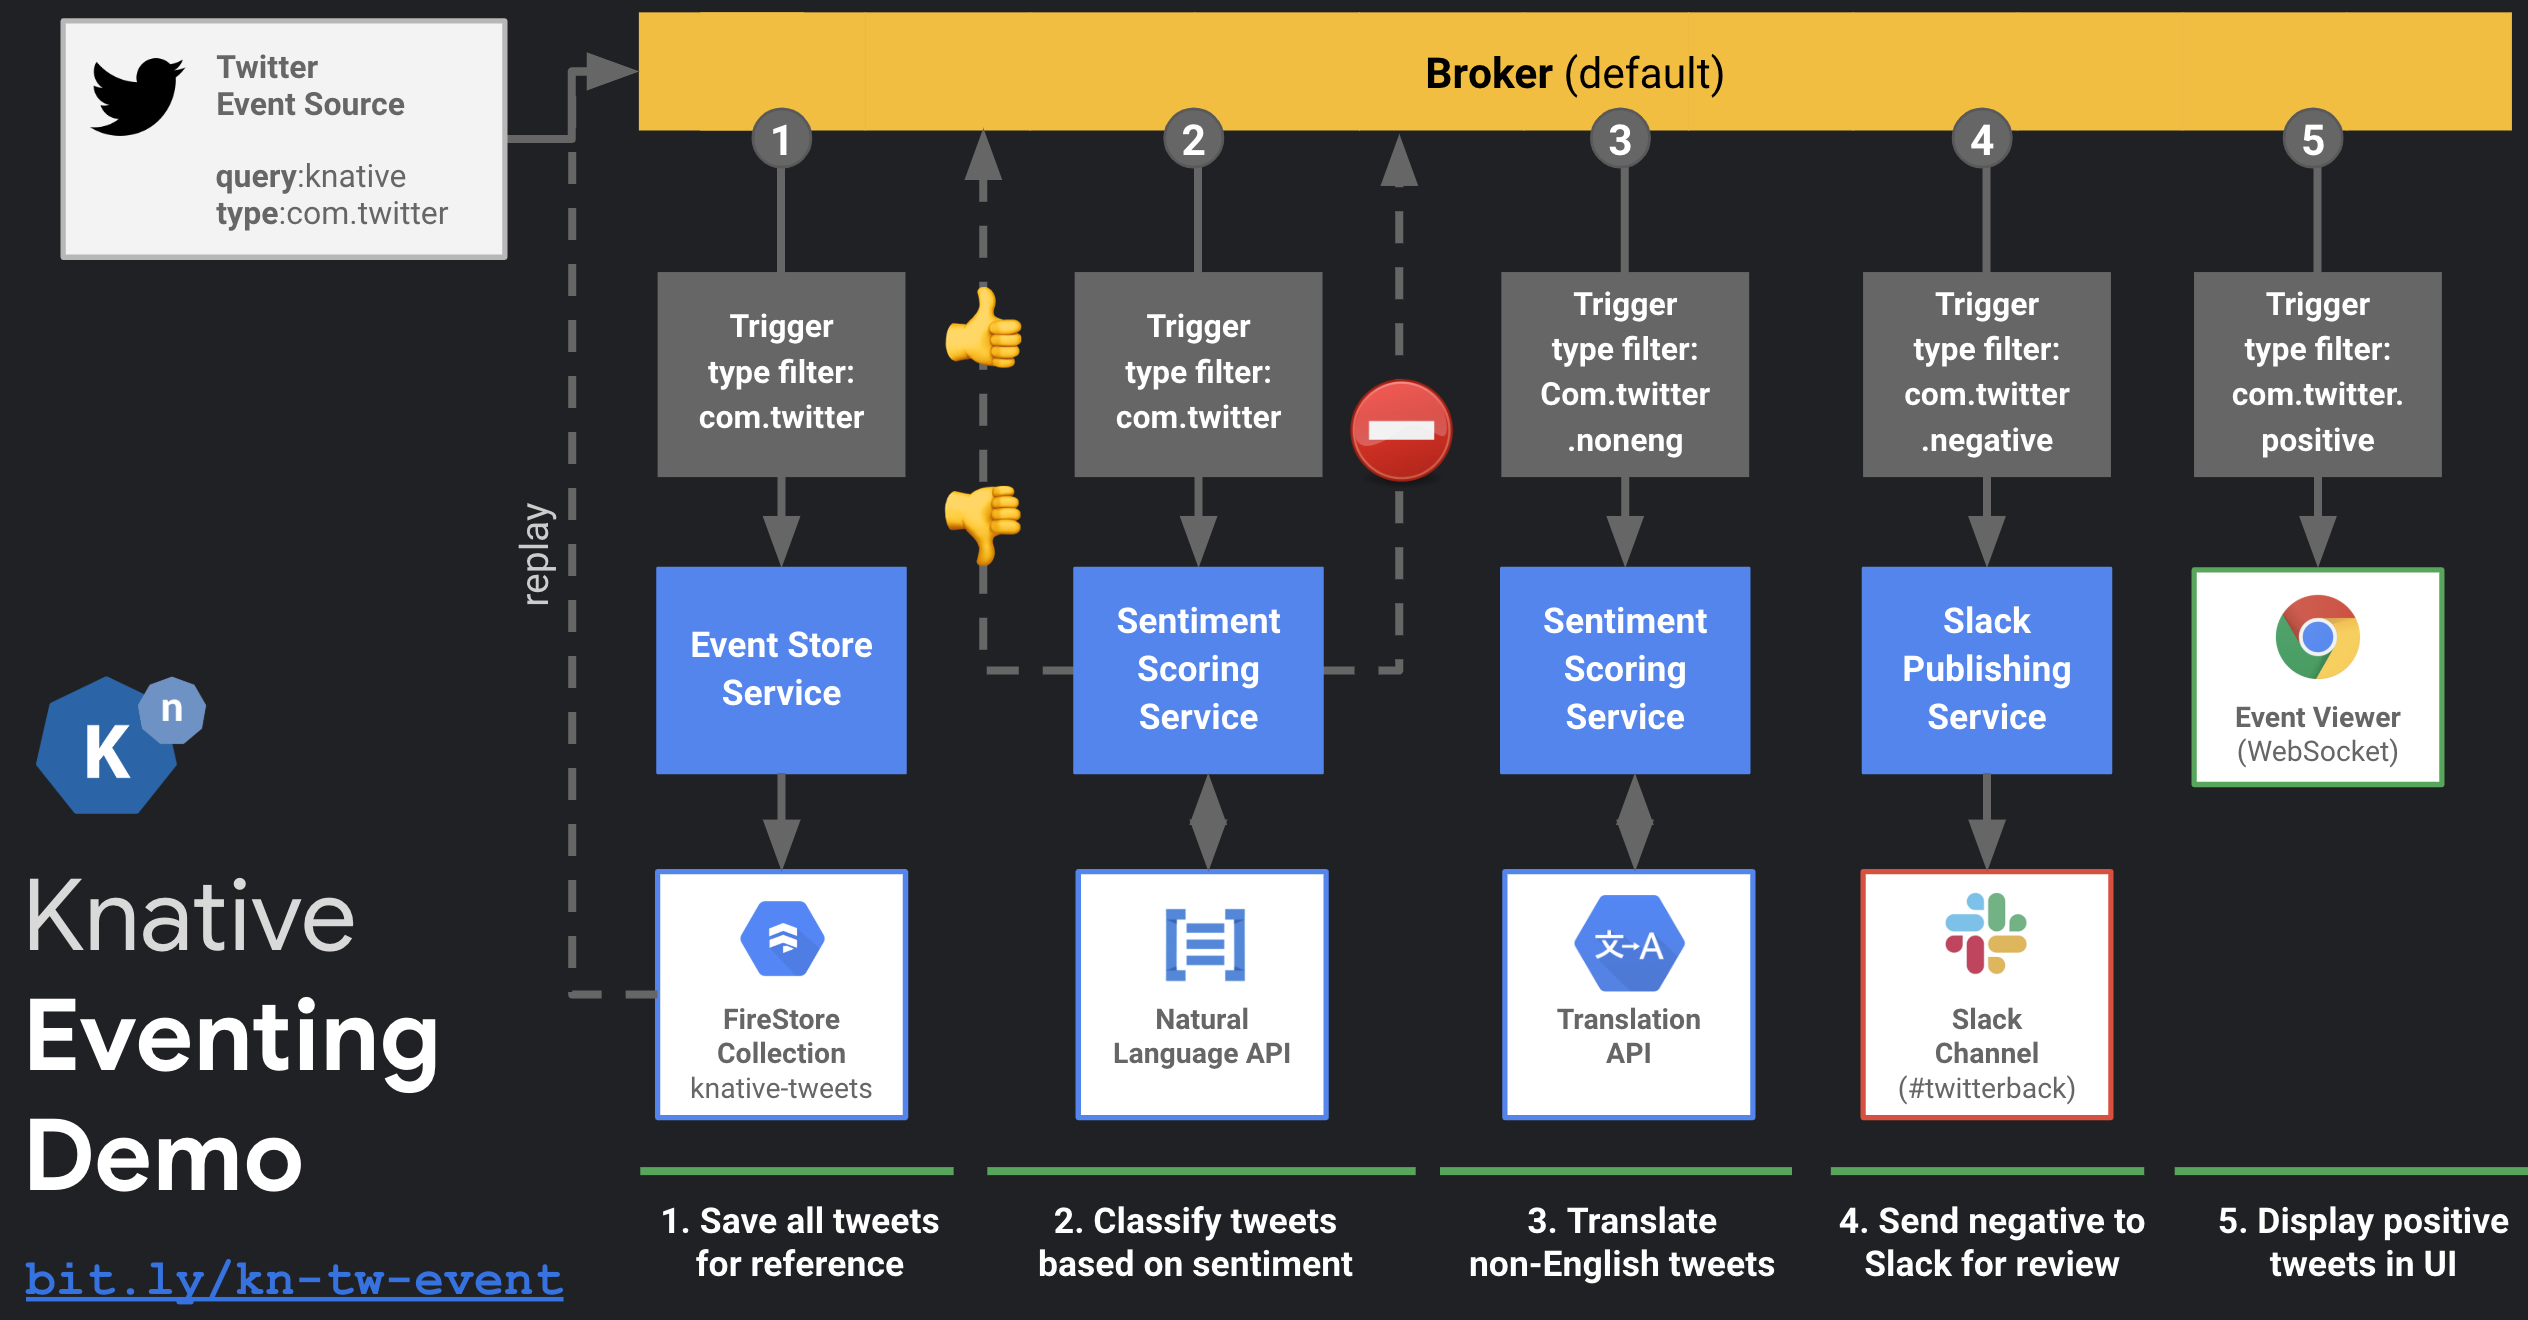 Twitter
Event Source
query:knative
type:com.twitter
Broker (default)
1
2
3
4
5
Trigger
type filter:
com.twitter
Trigger
type filter:
com.twitter
Trigger
type filter:
Com.twitter
.noneng
Trigger
type filter:
com.twitter
.negative
Trigger
type filter:
com.twitter.
positive
replay
Event Store
Service
Sentiment
Scoring
Service
Sentiment
Scoring
Service
Slack
Publishing
Service
Event Viewer
(WebSocket)
K
n
FireStore
Collection
knative-tweets
Natural
Language API
文→A
Translation
API
Slack
Channel
(#twitterback)
Knative
Eventing
Demo
bit.ly/kn-tw-event
1. Save all tweets
for reference
2. Classify tweets
based on sentiment
3. Translate
non-English tweets
4. Send negative to
Slack for review
5. Display positive
tweets in UI